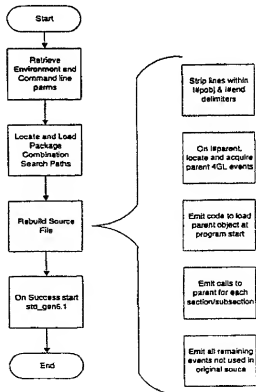 Start
Retrieve
Environment and
Command line
parms
Locate and Load
Package
Combination
Search Paths
Rebuild Source
File
On Success start
std_gen6.1
End
Strip lines within
!#pobj & !#end
delimiters
On !#parent,
locate and acquire
parent 4GL events
Emit code to load
parent object at
program start
Emit calls to
parent for each
section/subsection
Emit all remaining
events not used in
original souce